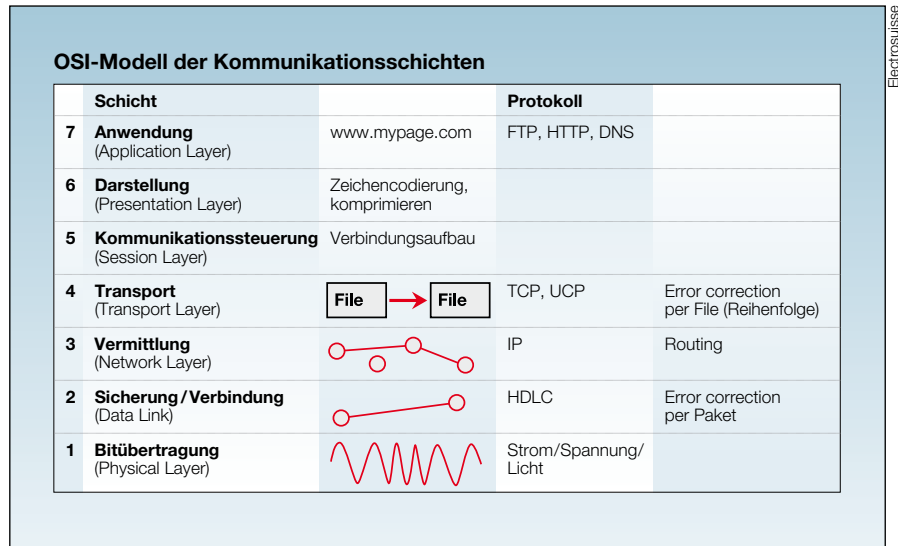 Electrosuisse
OSI-Modell der Kommunikationsschichten
Schicht Protokoll
7 Anwendung www.mypage.com FTP, HTTP, DNS
(Application Layer)
6 Darstellung Zeichencodierung,
(Presentation Layer) komprimieren
5 Kommunikationssteuerung Verbindungsaufbau
(Session Layer)
4 Transport File File TCP, UCP Error correction
(Transport Layer) per File (Reihenfolge)
3 Vermittlung IP Routing
(Network Layer)
2 Sicherung/Verbindung HDLC Error correction
(Data Link) per Paket
1 Bitübertragung Strom/Spannung/
(Physical Layer) Licht